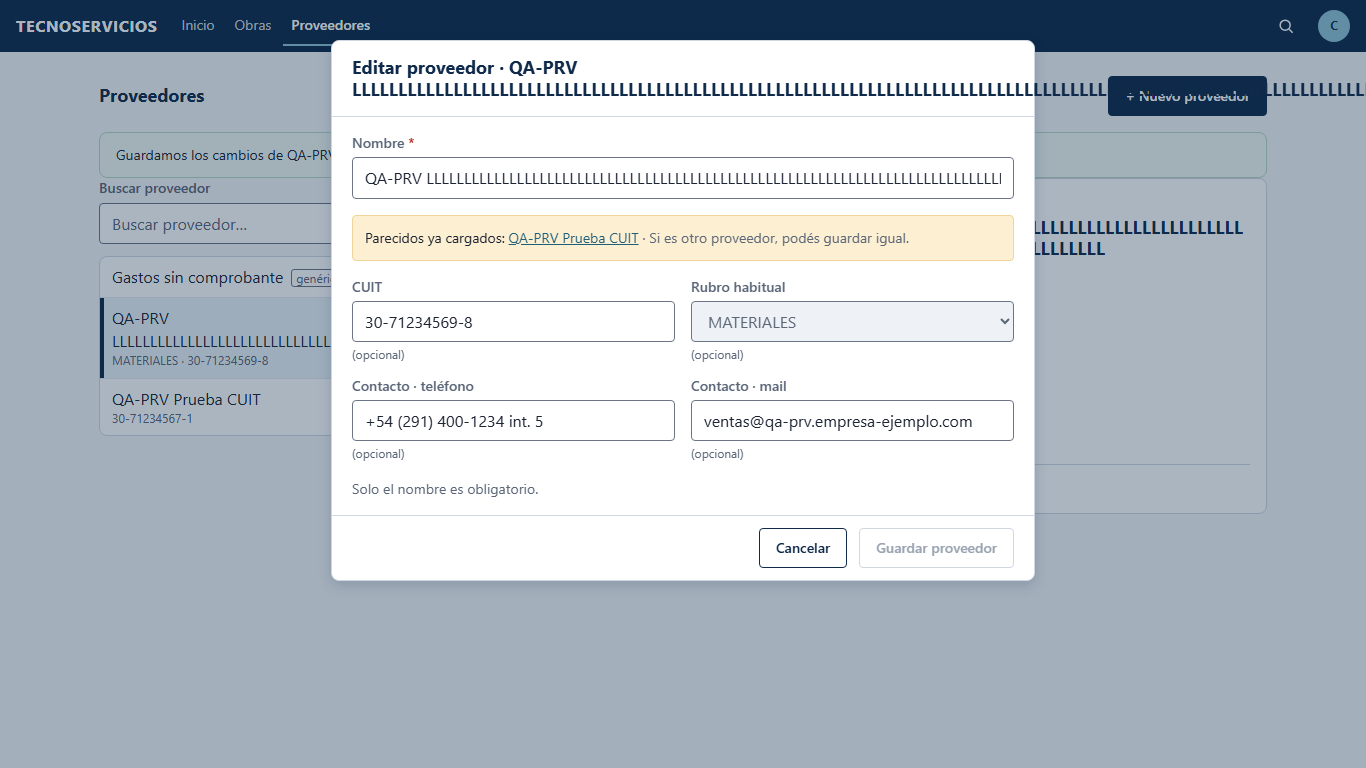 TECNOSERVICIOS Inicio Obras Proveedores C
Editar proveedor · QA-PRV
Proveedores
+ Nuevo proveedor
Nombre *
Guardamos los cambios de QA-PRV
QA-PRV
Buscar proveedor
Buscar proveedor...
Parecidos ya cargados: QA-PRV Prueba CUIT · Si es otro proveedor, podés guardar igual.
Gastos sin comprobante
CUIT
Rubro habitual
30-71234569-8
MATERIALES
(opcional)
(opcional)
QA-PRV
MATERIALES · 30-71234569-8
Contacto · teléfono
Contacto · mail
+54 (291) 400-1234 int. 5
ventas@qa-prv.empresa-ejemplo.com
(opcional)
(opcional)
QA-PRV Prueba CUIT
30-71234567-1
Solo el nombre es obligatorio.
Cancelar
Guardar proveedor